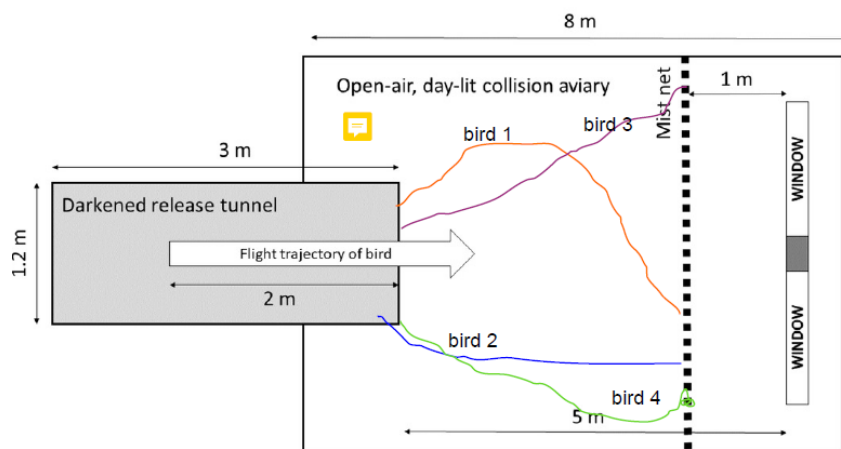 8 m
Open-air, day-lit collision aviary
Mist net
1 m
bird 1
bird 3
3 m
WINDOW
Darkened release tunnel
1.2 m
Flight trajectory of bird
2 m
bird 2
WINDOW
bird 4
5 m